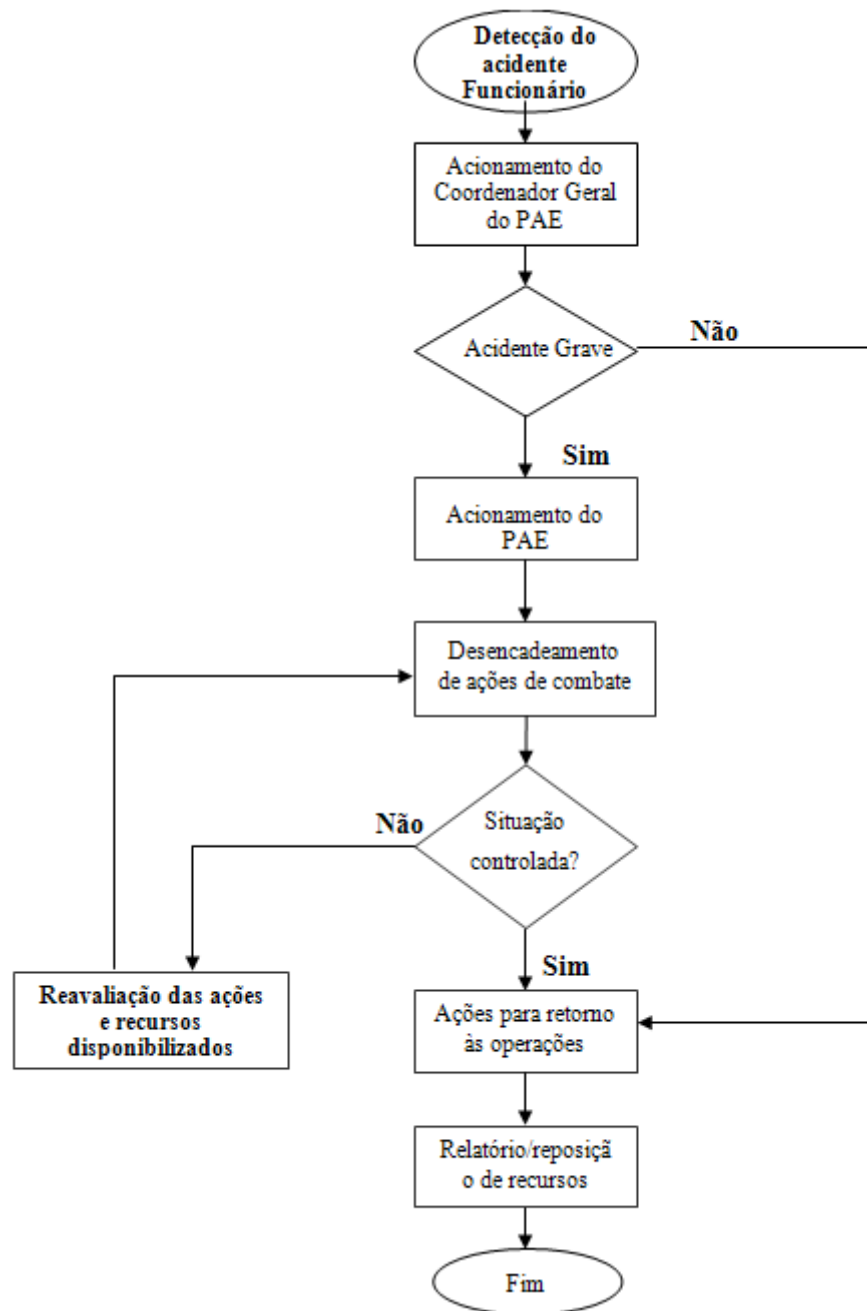 Detecção do
acidente
Funcionário
Acionamento do
Coordenador Geral
do PAE
Acidente Grave
Não
Sim
Acionamento do
PAE
Desencadeamento
de ações de combate
Situação
controlada?
Não
Sim
Reavaliação das ações
e recursos
disponibilizados
Ações para retorno
às operações
Relatório/reposiçã
o de recursos
Fim